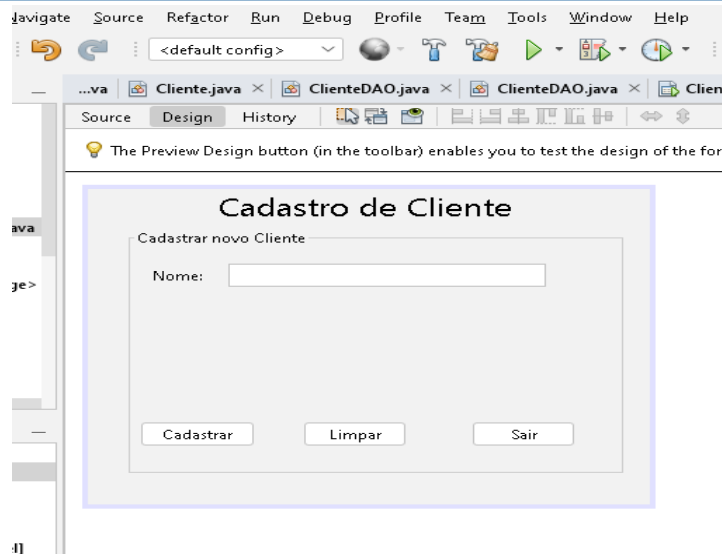 Navigate Source Refactor Run Debug Profile Team Tools Window Help
<default config>
...va Cliente.java ClienteDAO.java ClienteDAO.java Clien
Source Design History
The Preview Design button (in the toolbar) enables you to test the design of the for
Cadastro de Cliente
ava
Cadastrar novo Cliente
Nome:
ge>
Cadastrar Limpar Sair
el]